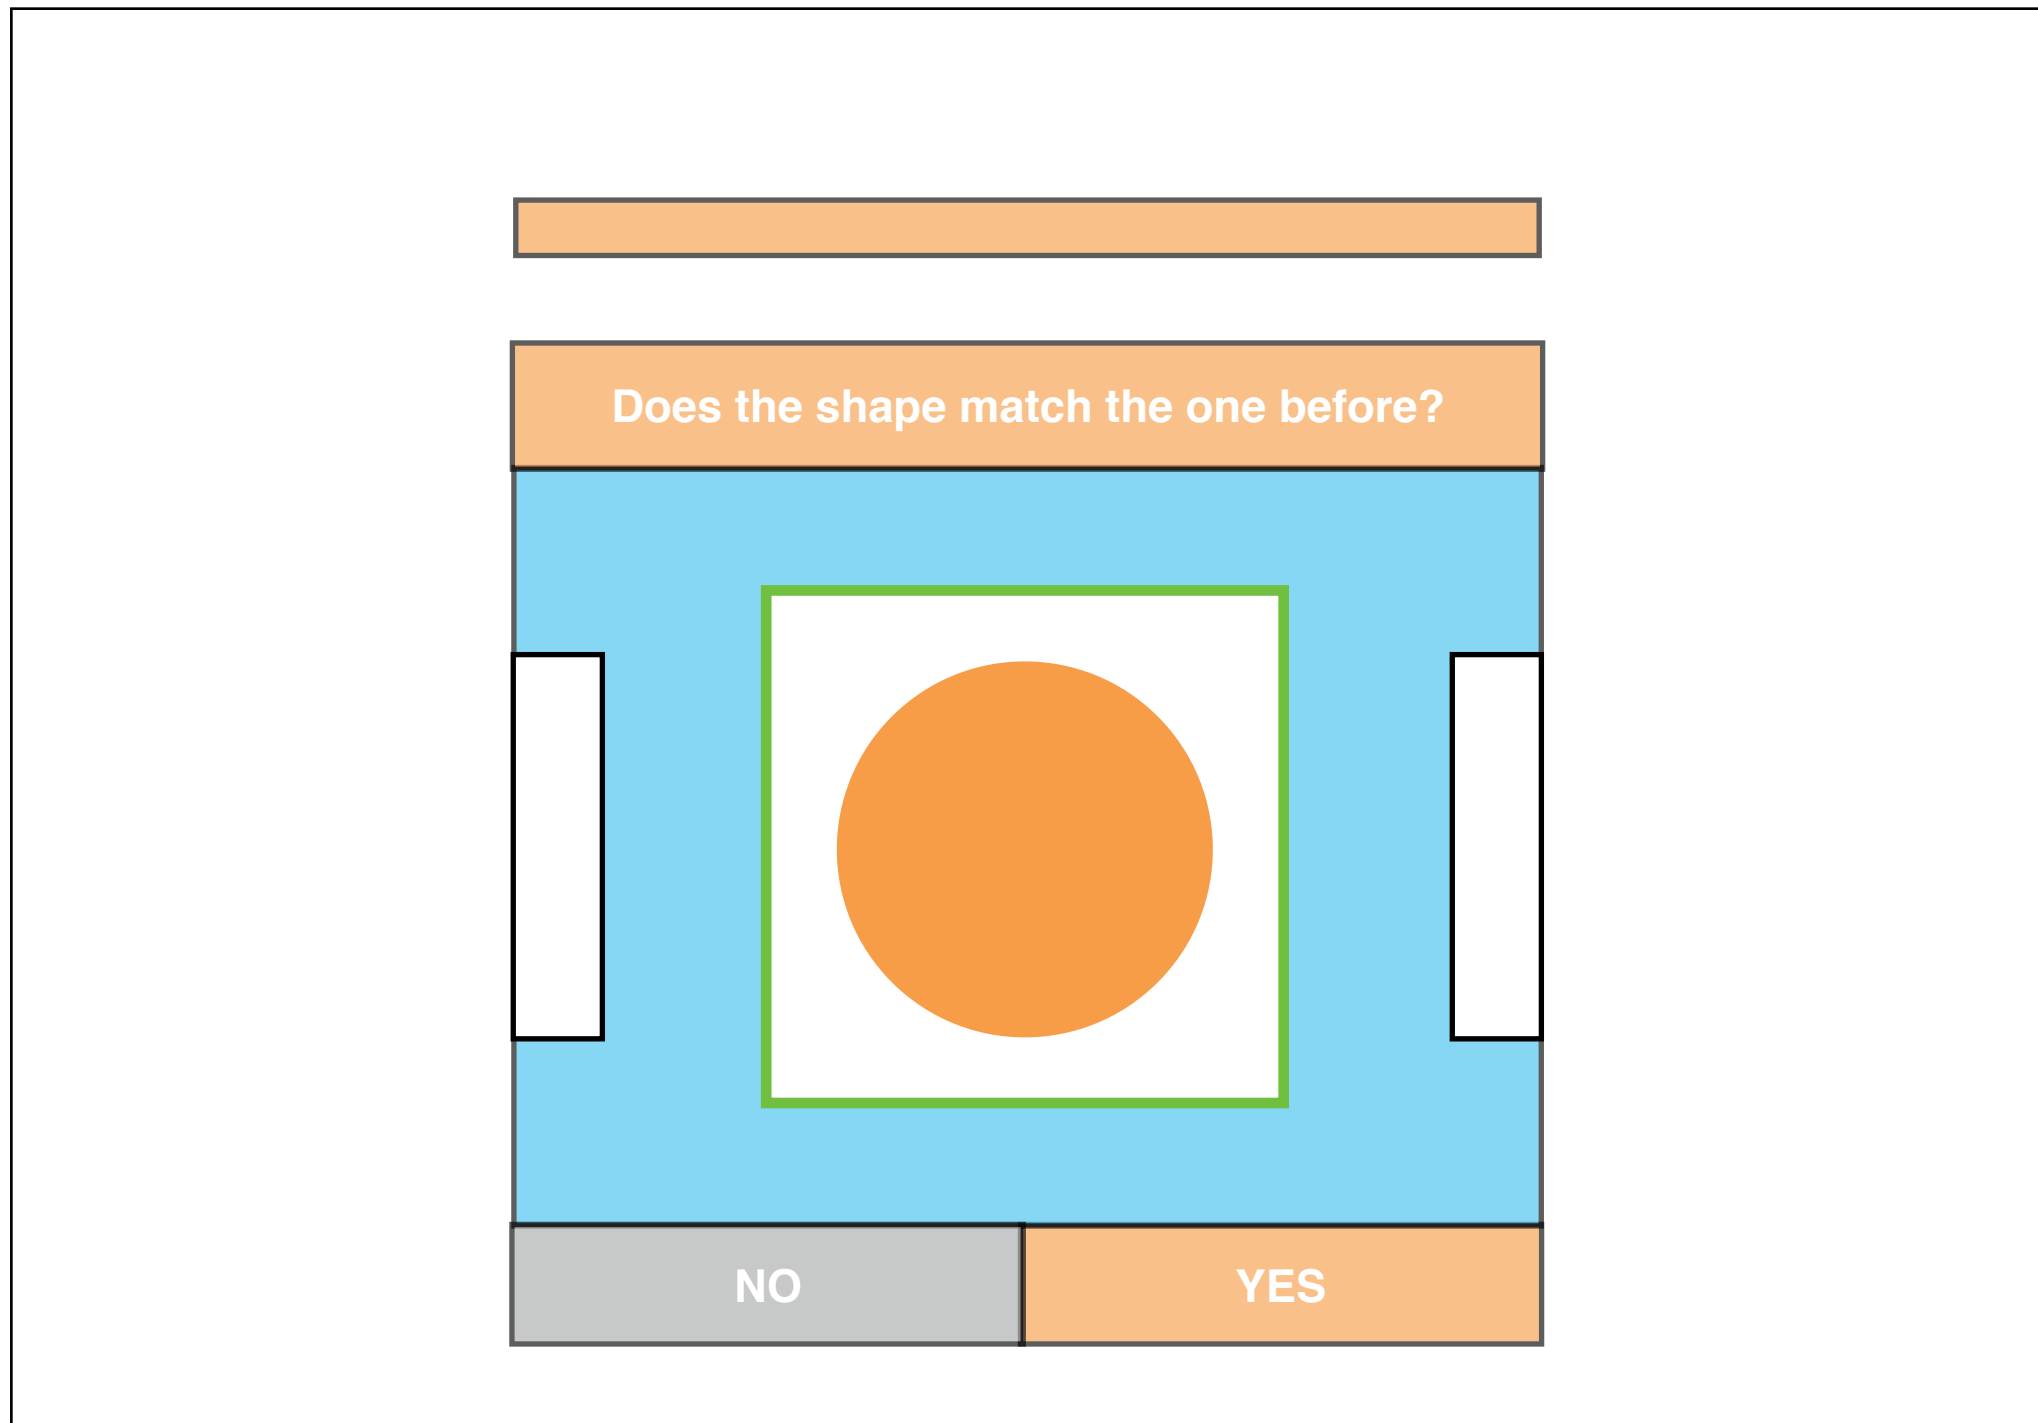 Does the shape match the one before?
NO
YES